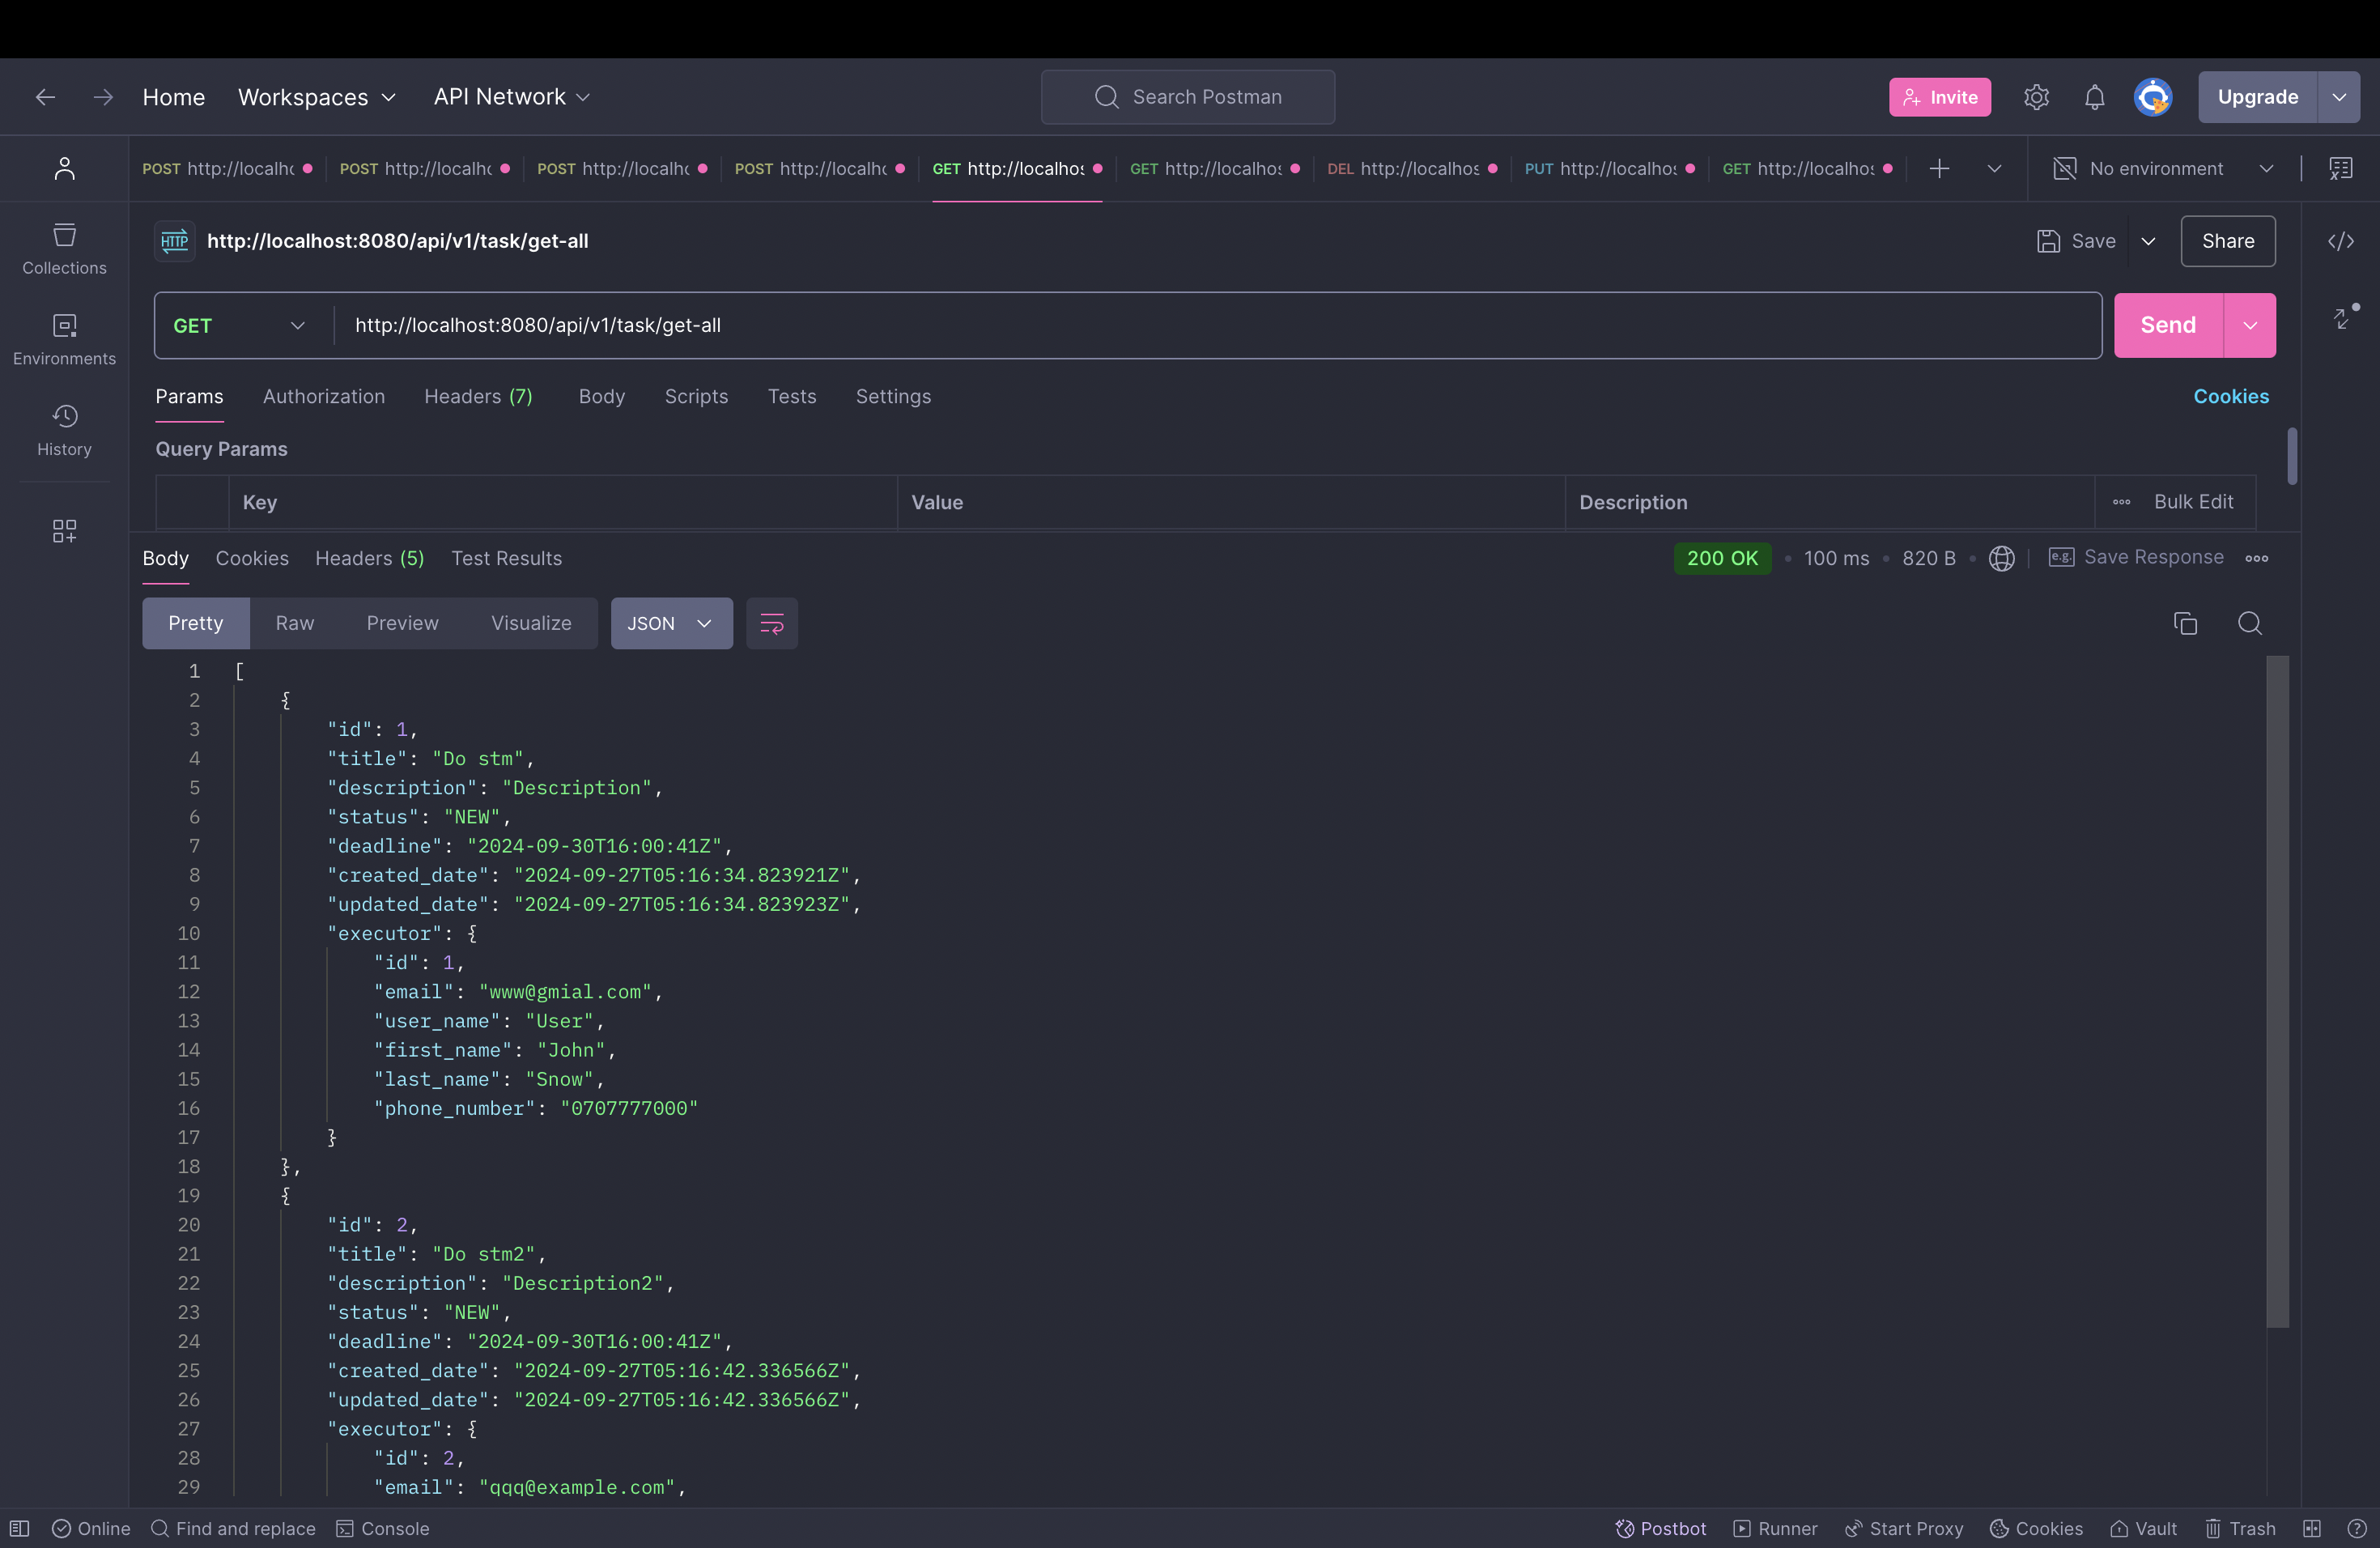 Home Workspaces API Network Search Postman Invite Upgrade
POST http://localh POST http://localh POST http://localh POST http://localh GET http://localhos GET http://localhos DEL http://localhos PUT http://localhos GET http://localhos No environment
HTTP http://localhost:8080/api/v1/task/get-all Save Share
Collections
GET http://localhost:8080/api/v1/task/get-all Send
Environments
Params Authorization Headers (7) Body Scripts Tests Settings Cookies
History
Query Params
Key Value Description Bulk Edit
Body Cookies Headers (5) Test Results 200 OK 100 ms 820 B e.g. Save Response
Pretty Raw Preview Visualize JSON
1 [
2 {
3 "id": 1,
4 "title": "Do stm",
5 "description": "Description",
6 "status": "NEW",
7 "deadline": "2024-09-30T16:00:41Z",
8 "created_date": "2024-09-27T05:16:34.823921Z",
9 "updated_date": "2024-09-27T05:16:34.823923Z",
10 "executor": {
11 "id": 1,
12 "email": "www@gmial.com",
13 "user_name": "User",
14 "first_name": "John",
15 "last_name": "Snow",
16 "phone_number": "0707777000"
17 }
18 },
19 {
20 "id": 2,
21 "title": "Do stm2",
22 "description": "Description2",
23 "status": "NEW",
24 "deadline": "2024-09-30T16:00:41Z",
25 "created_date": "2024-09-27T05:16:42.336566Z",
26 "updated_date": "2024-09-27T05:16:42.336566Z",
27 "executor": {
28 "id": 2,
29 "email": "qqq@example.com",
Online Find and replace Console Postbot Runner Start Proxy Cookies Vault Trash